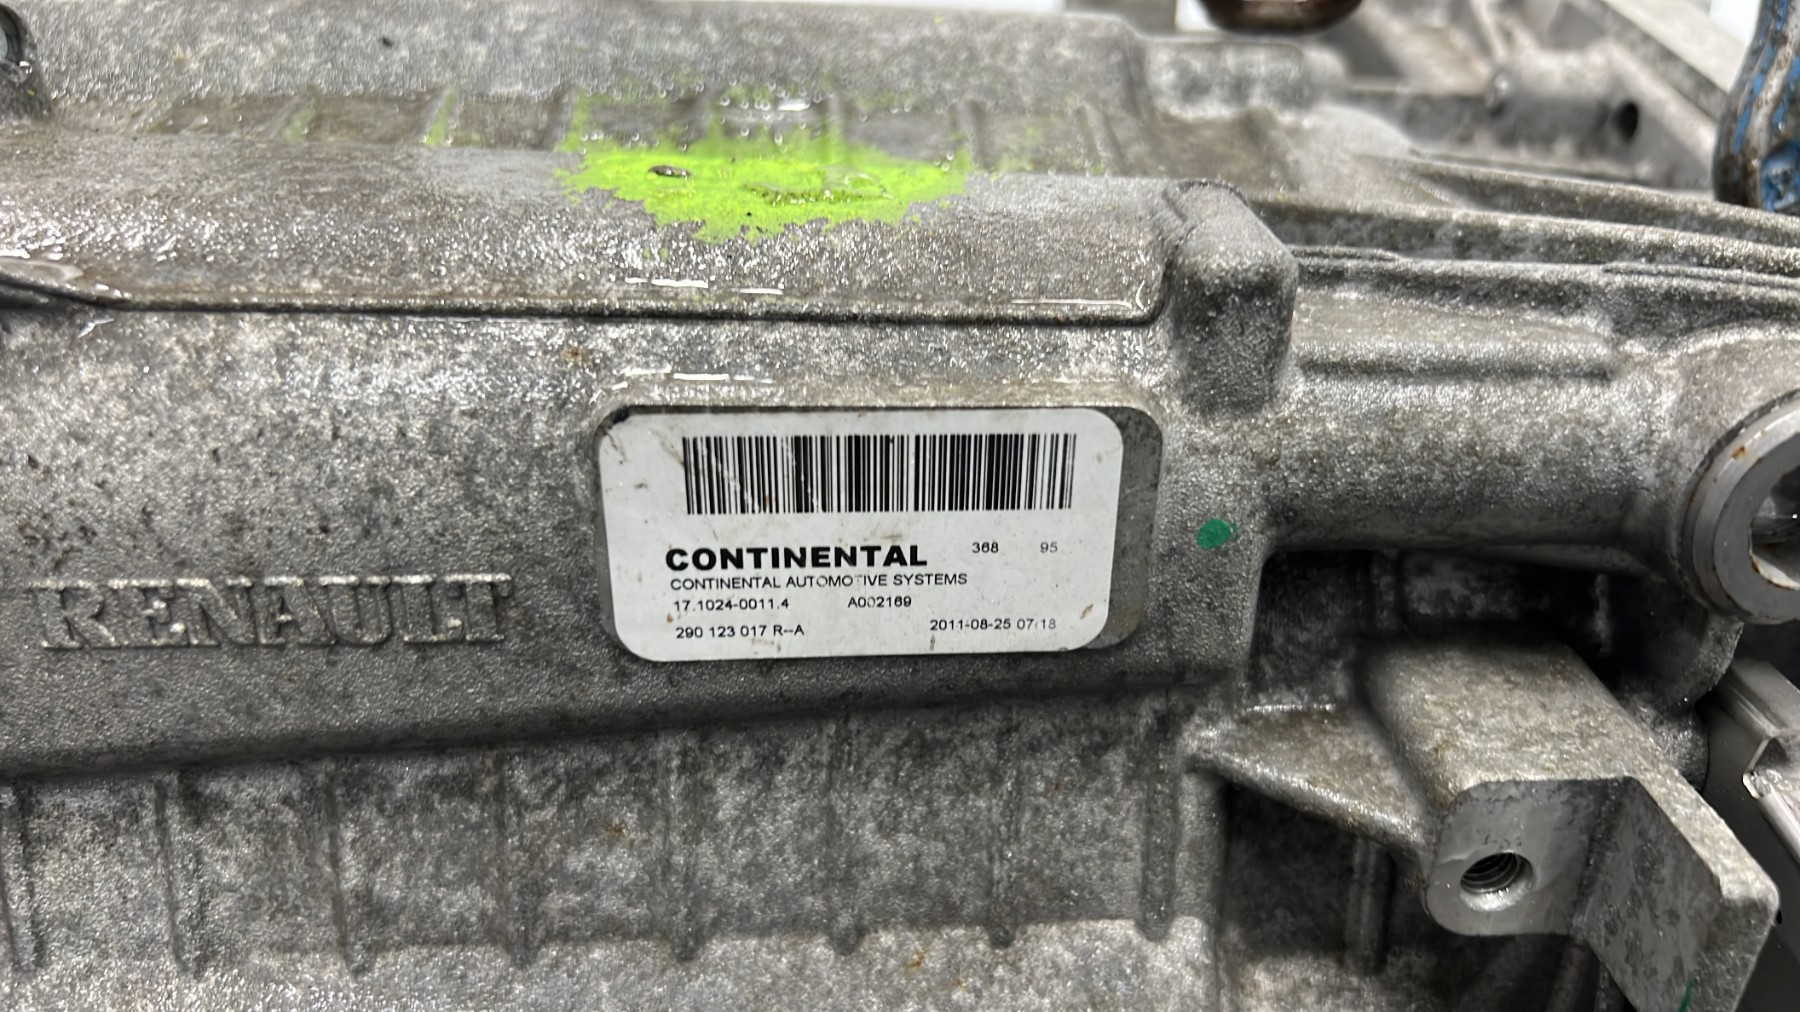 RENAULT
CONTINENTAL 368 95
CONTINENTAL AUTOMOTIVE SYSTEMS
17.1024-0011.4 A002169
290 123 017 R--A 2011-08-25 07:18